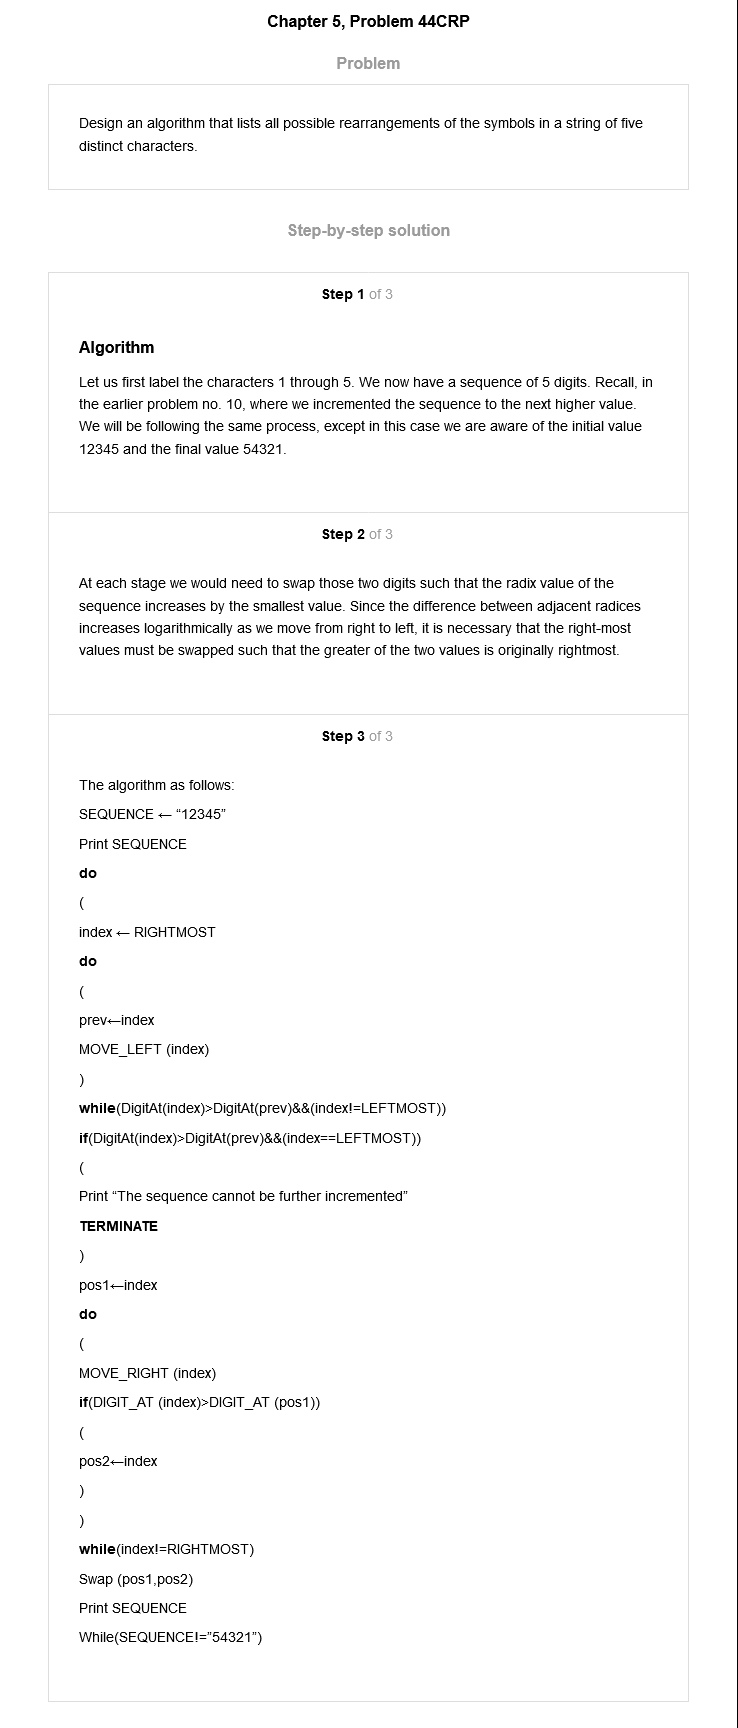 Chapter 5, Problem 44CRP
Problem
Design an algorithm that lists all possible rearrangements of the symbols in a string of five
distinct characters.
Step-by-step solution
Step 1 of 3
Algorithm
Let us first label the characters 1 through 5. We now have a sequence of 5 digits. Recall, in
the earlier problem no. 10, where we incremented the sequence to the next higher value.
We will be following the same process, except in this case we are aware of the initial value
12345 and the final value 54321.
Step 2 of 3
At each stage we would need to swap those two digits such that the radix value of the
sequence increases by the smallest value. Since the difference between adjacent radices
increases logarithmically as we move from right to left, it is necessary that the right-most
values must be swapped such that the greater of the two values is originally rightmost.
Step 3 of 3
The algorithm as follows:
SEQUENCE ← “12345”
Print SEQUENCE
do
(
index ← RIGHTMOST
do
(
prev←index
MOVE_LEFT (index)
)
while(DigitAt(index)>DigitAt(prev)&&(index!=LEFTMOST))
if(DigitAt(index)>DigitAt(prev)&&(index==LEFTMOST))
(
Print “The sequence cannot be further incremented”
TERMINATE
)
pos1←index
do
(
MOVE_RIGHT (index)
if(DIGIT_AT (index)>DIGIT_AT (pos1))
(
pos2←index
)
)
while(index!=RIGHTMOST)
Swap (pos1,pos2)
Print SEQUENCE
While(SEQUENCE!=”54321”)